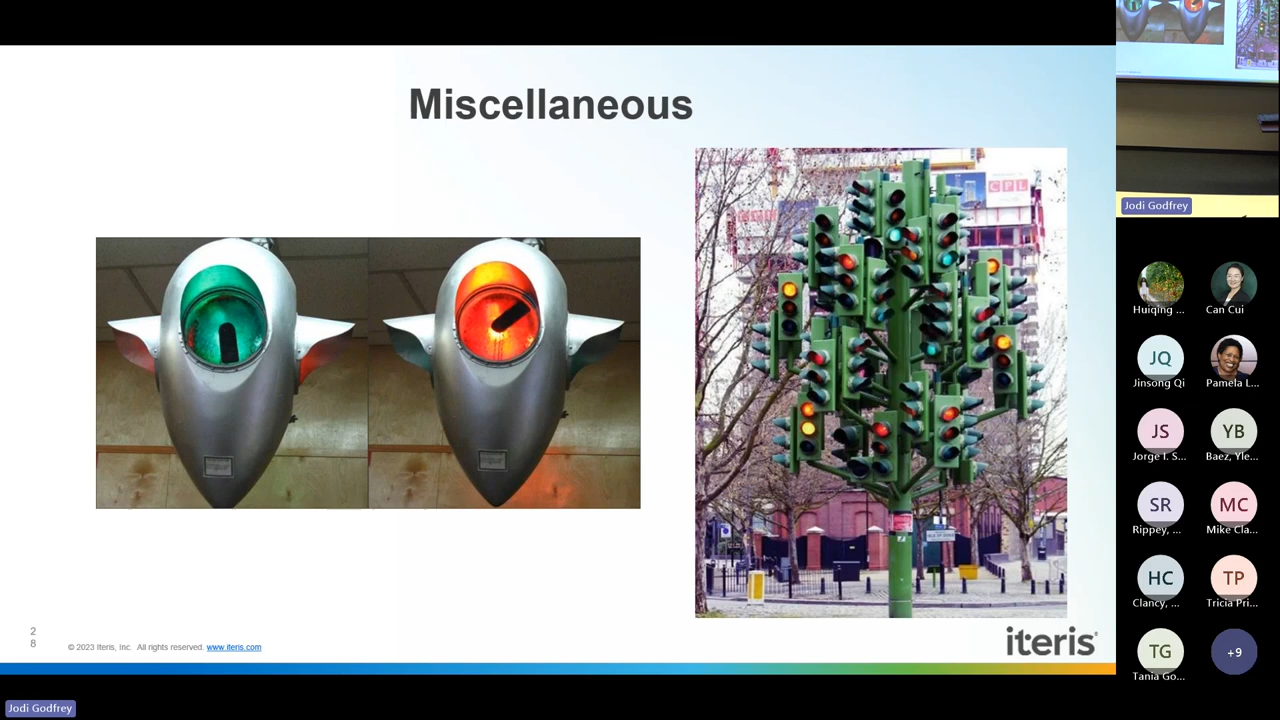 Miscellaneous
CPL
2
8
© 2023 Iteris, Inc. All rights reserved. www.iteris.com
iteris
Jodi Godfrey
Jodi Godfrey
Huiqing ...
Can Cui
JQ
Jinsong Qi
Pamela L...
JS
Jorge I. S...
YB
Baez, Yle...
SR
Rippey, ...
MC
Mike Cla...
HC
Clancy, ...
TP
Tricia Pri...
TG
Tania Go...
+9